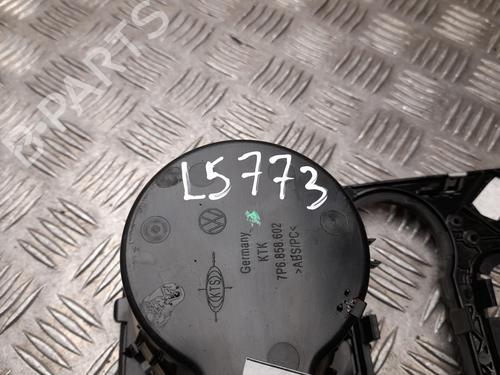 B-PARTS
L5773
Germany
KTK
7P6.858.602
>ABS/PC<
KTS